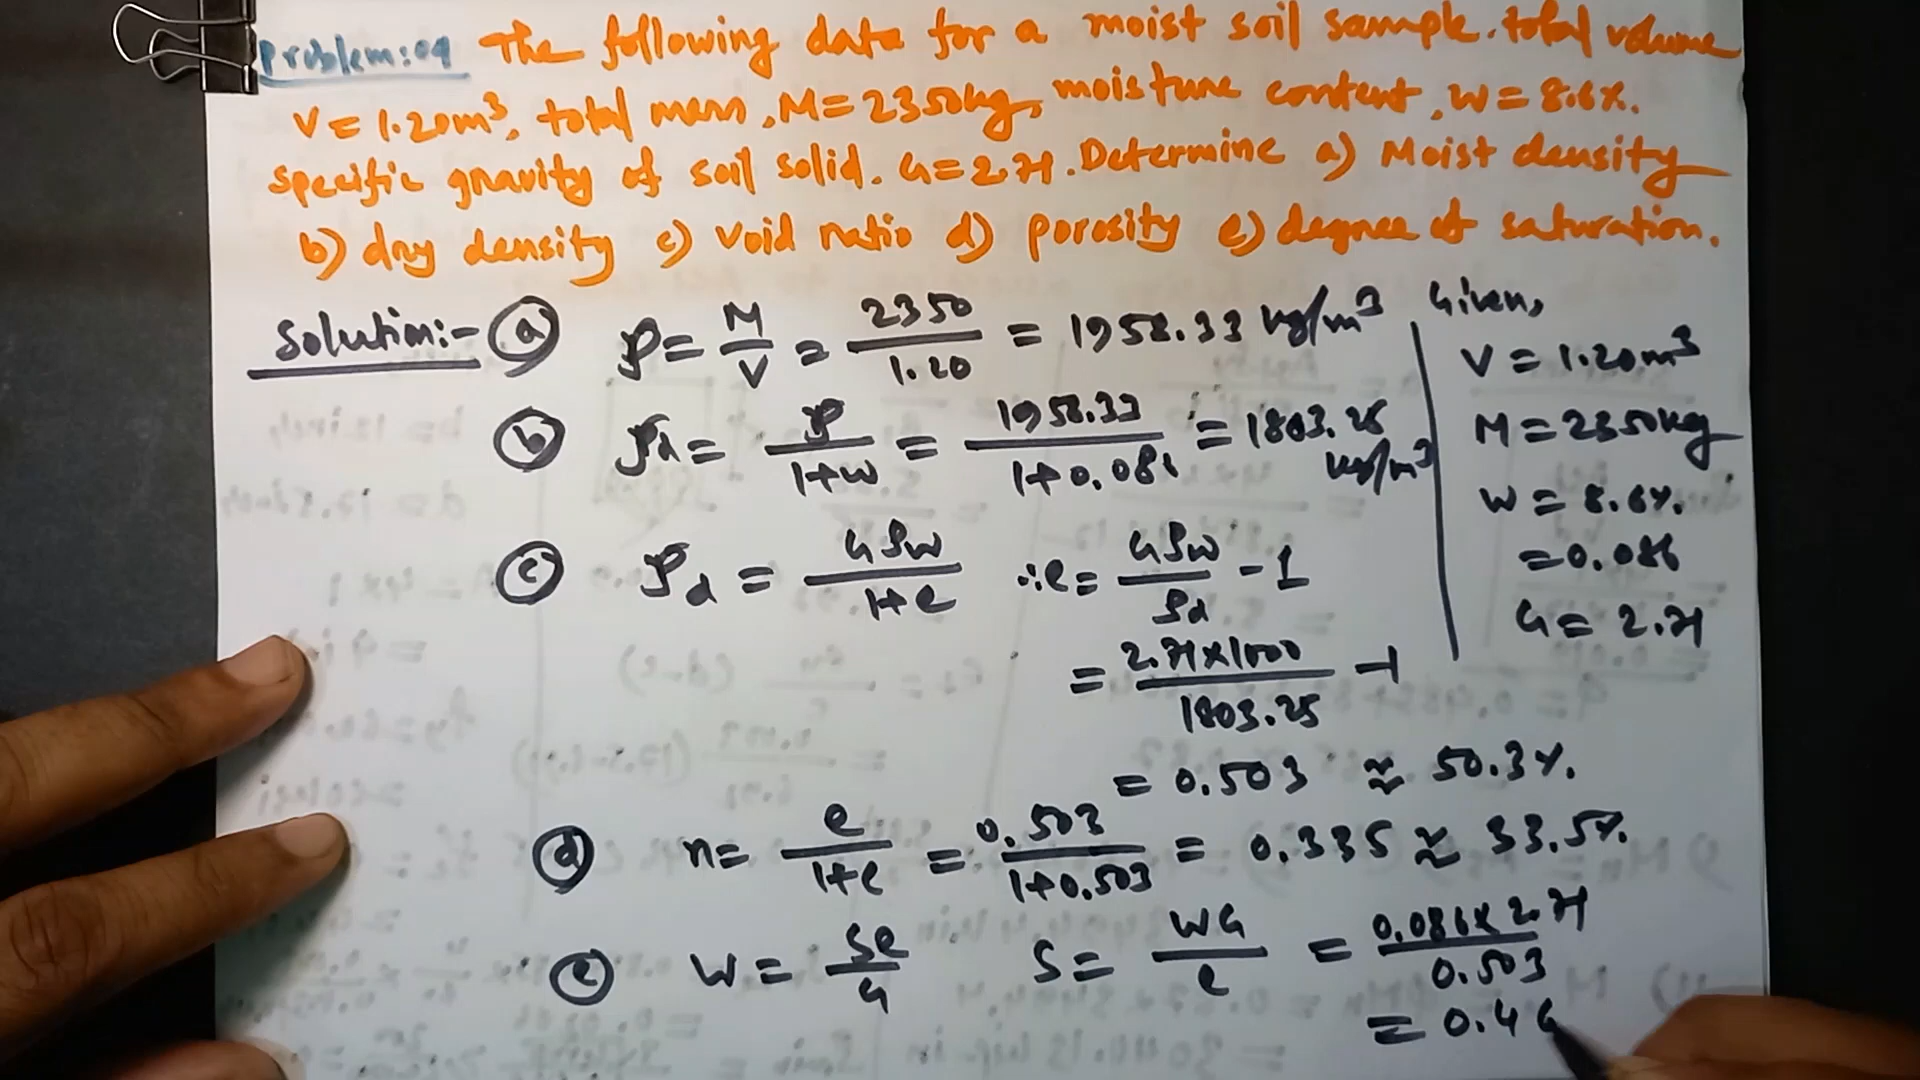 Problem:09 The following data for a moist soil sample. total volume
V = 1.20m³, total mass, M = 2350kg, moisture content, w = 8.6%.
specific gravity of soil solid. G = 2.71. Determine a) Moist density
b) dry density c) void ratio d) porosity e) degree of saturation.
Solution:- (a) ρ = M/V = 2350/1.20 = 1958.33 kg/m³
(b) ρd = ρ/(1+w) = 1958.33/(1+0.086) = 1803.25 kg/m³
(c) ρd = Gρw/(1+e) ∴ e = Gρw/ρd - 1
= 2.71×1000/1803.25 - 1
= 0.503 ≈ 50.3%.
(d) n = e/(1+e) = 0.503/(1+0.503) = 0.335 ≈ 33.5%.
(e) w = Se/G S = wG/e = 0.086×2.71/0.503
= 0.4
Given,
V = 1.20m³
M = 2350kg
W = 8.6%.
= 0.086
G = 2.71